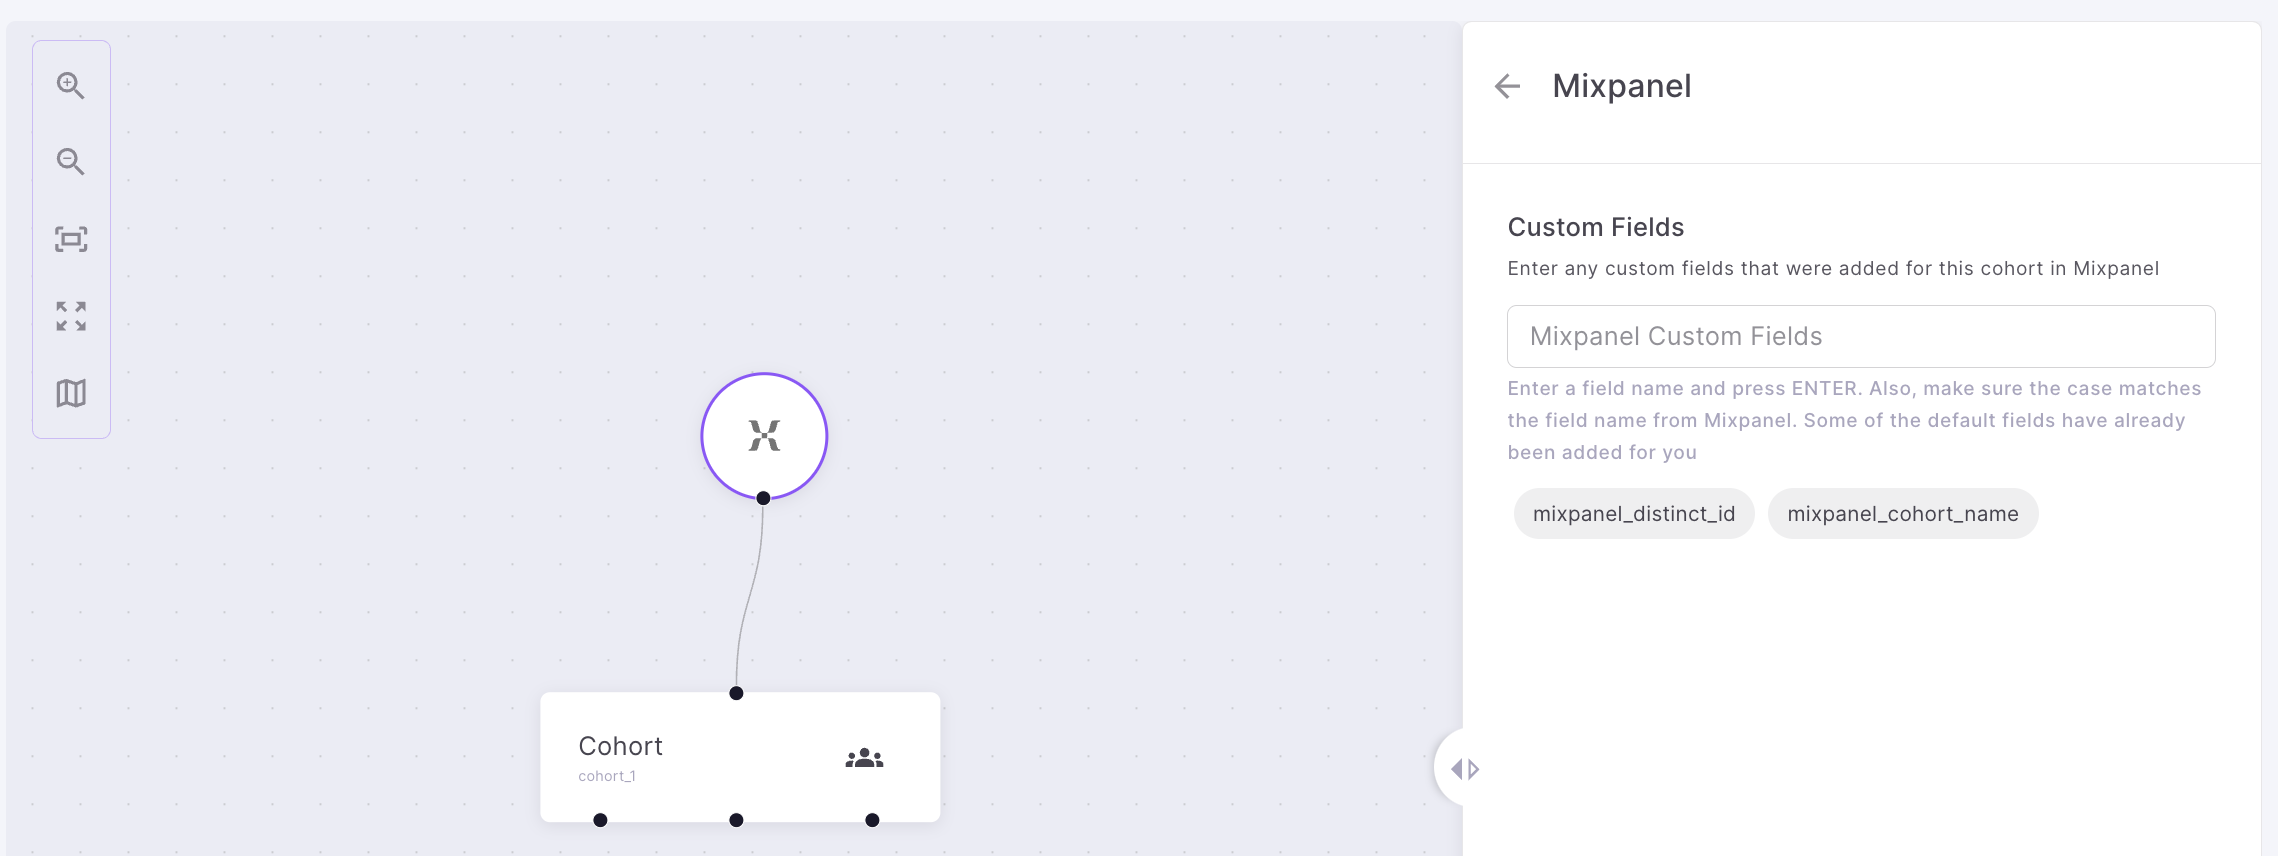 Mixpanel
Custom Fields
Enter any custom fields that were added for this cohort in Mixpanel
Mixpanel Custom Fields
Enter a field name and press ENTER. Also, make sure the case matches
the field name from Mixpanel. Some of the default fields have already
been added for you
mixpanel_distinct_id mixpanel_cohort_name
Cohort
cohort_1